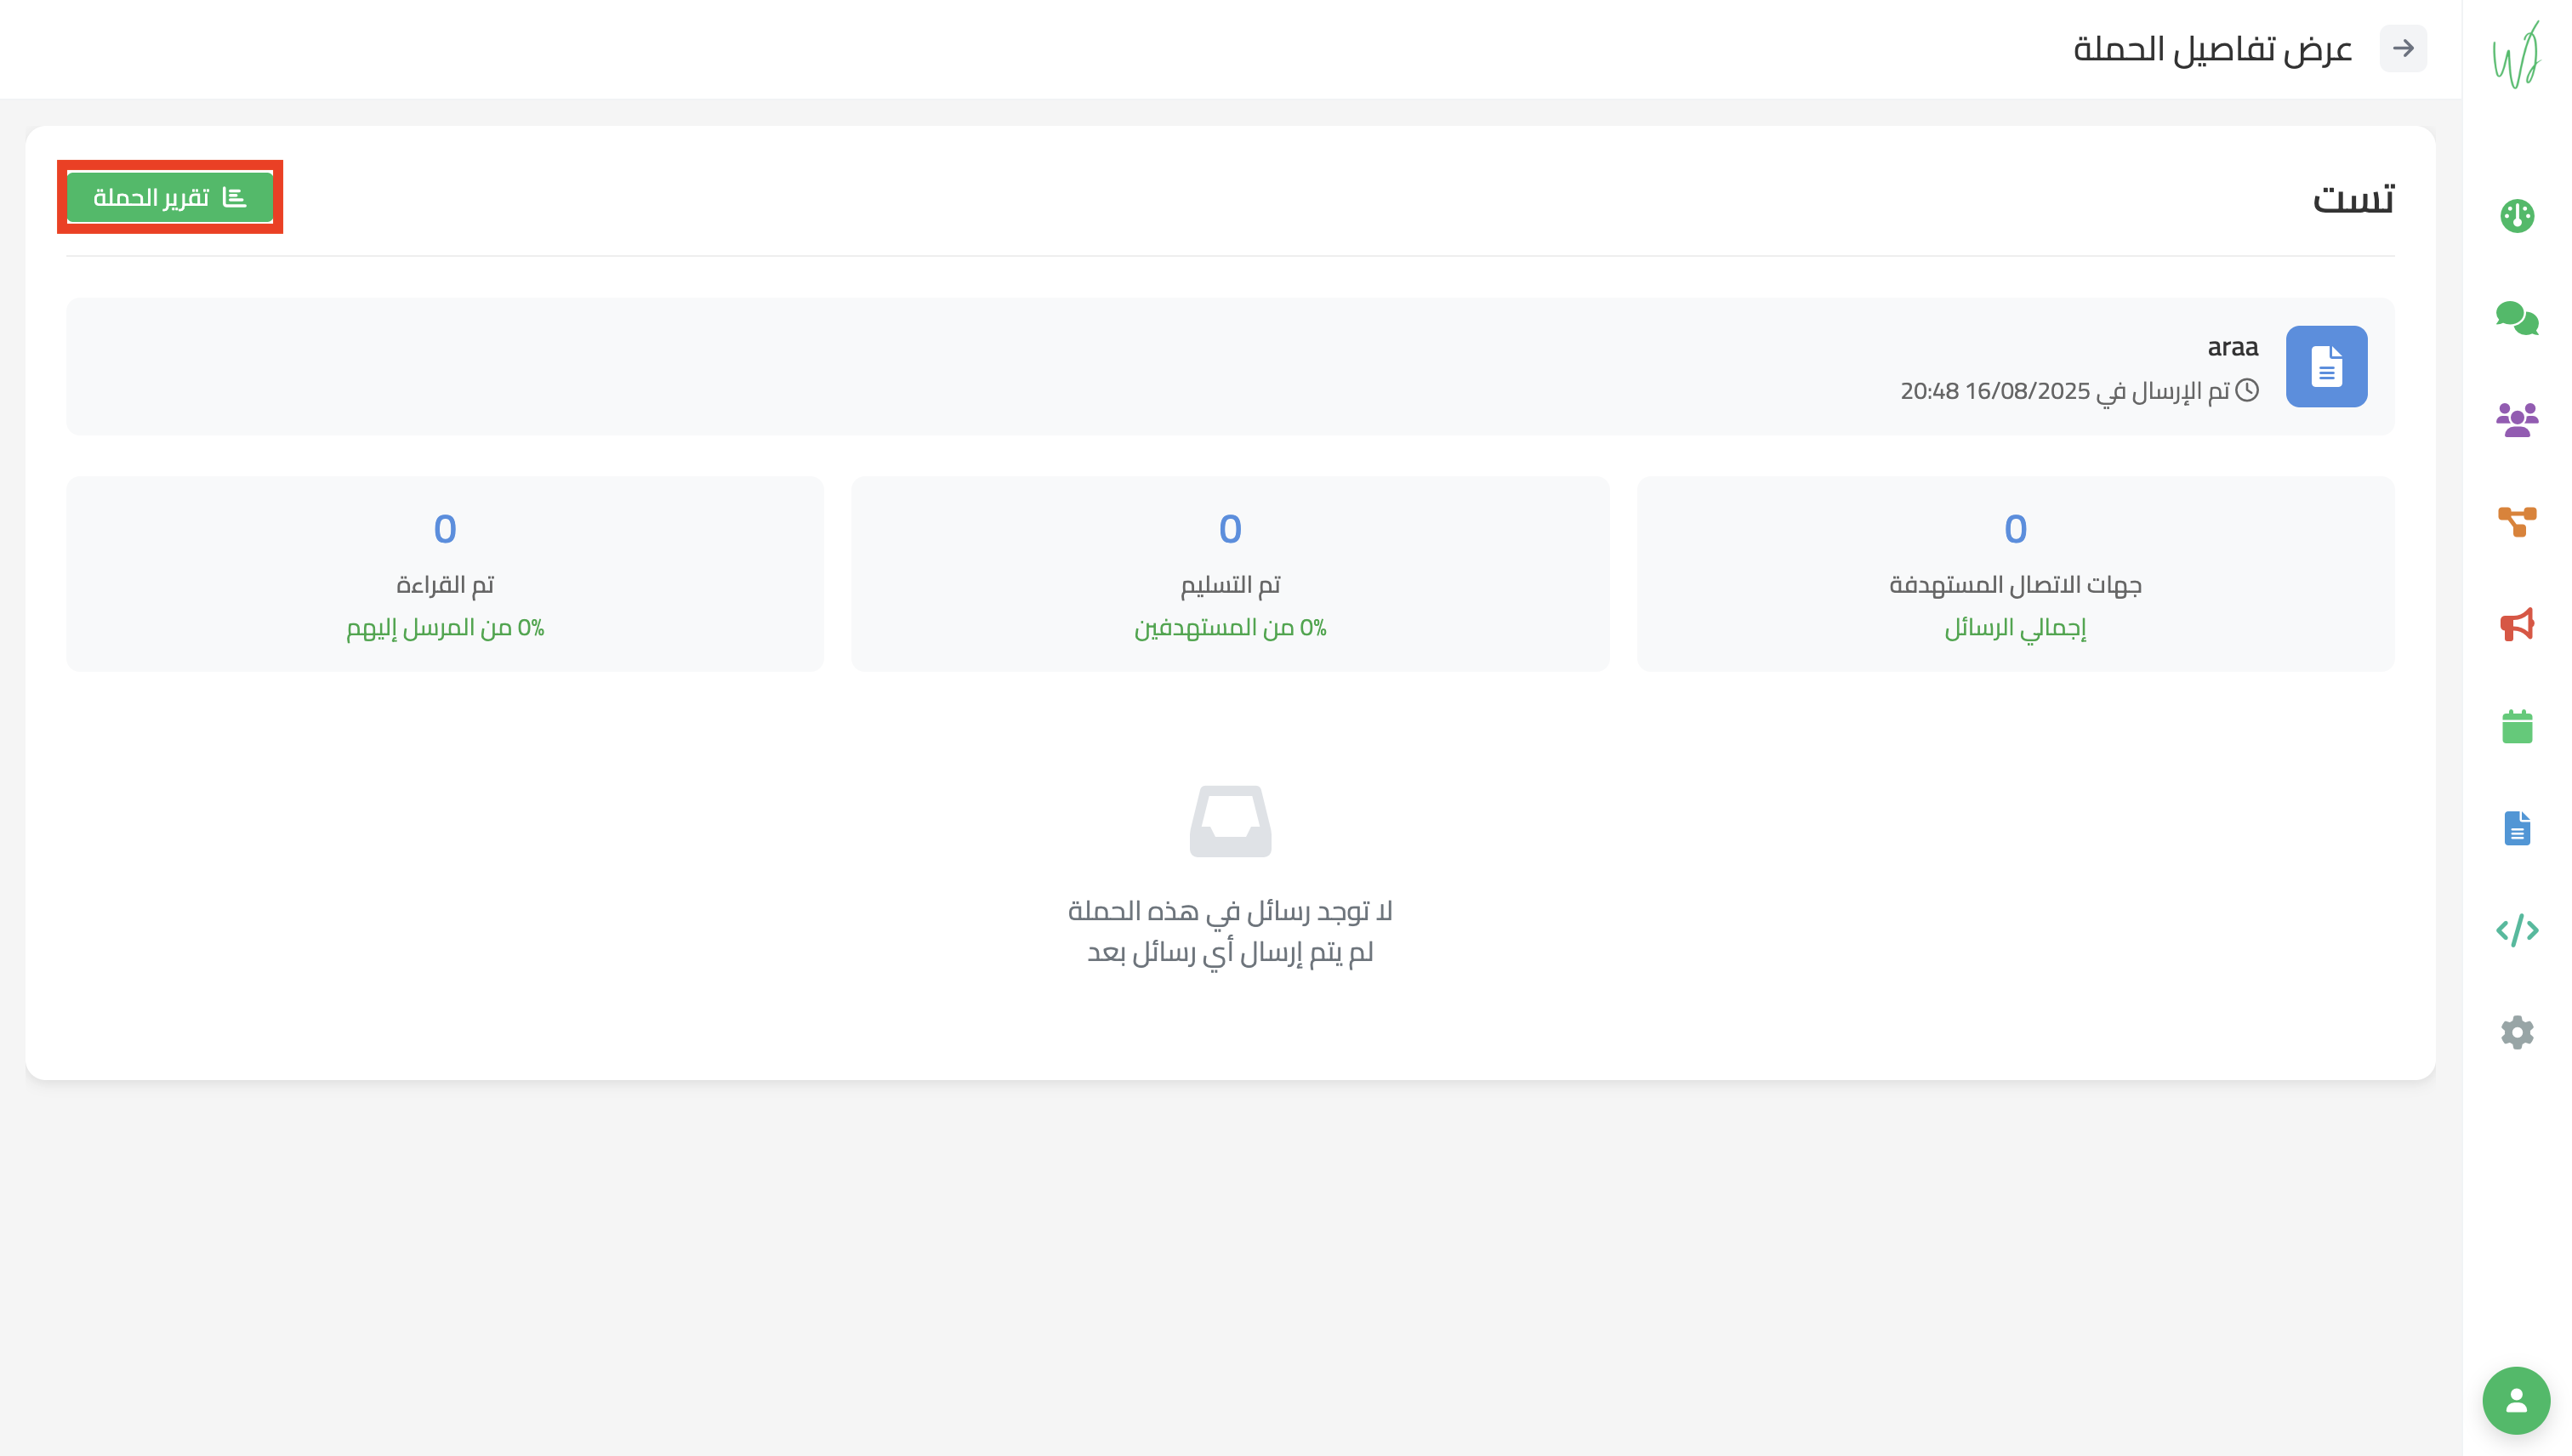 عرض تفاصيل الحملة
تست
تقرير الحملة
araa
تم الإرسال في 16/08/2025 20:48
0
جهات الاتصال المستهدفة
إجمالي الرسائل
0
تم التسليم
0% من المستهدفين
0
تم القراءة
0% من المرسل إليهم
لا توجد رسائل في هذه الحملة
لم يتم إرسال أي رسائل بعد